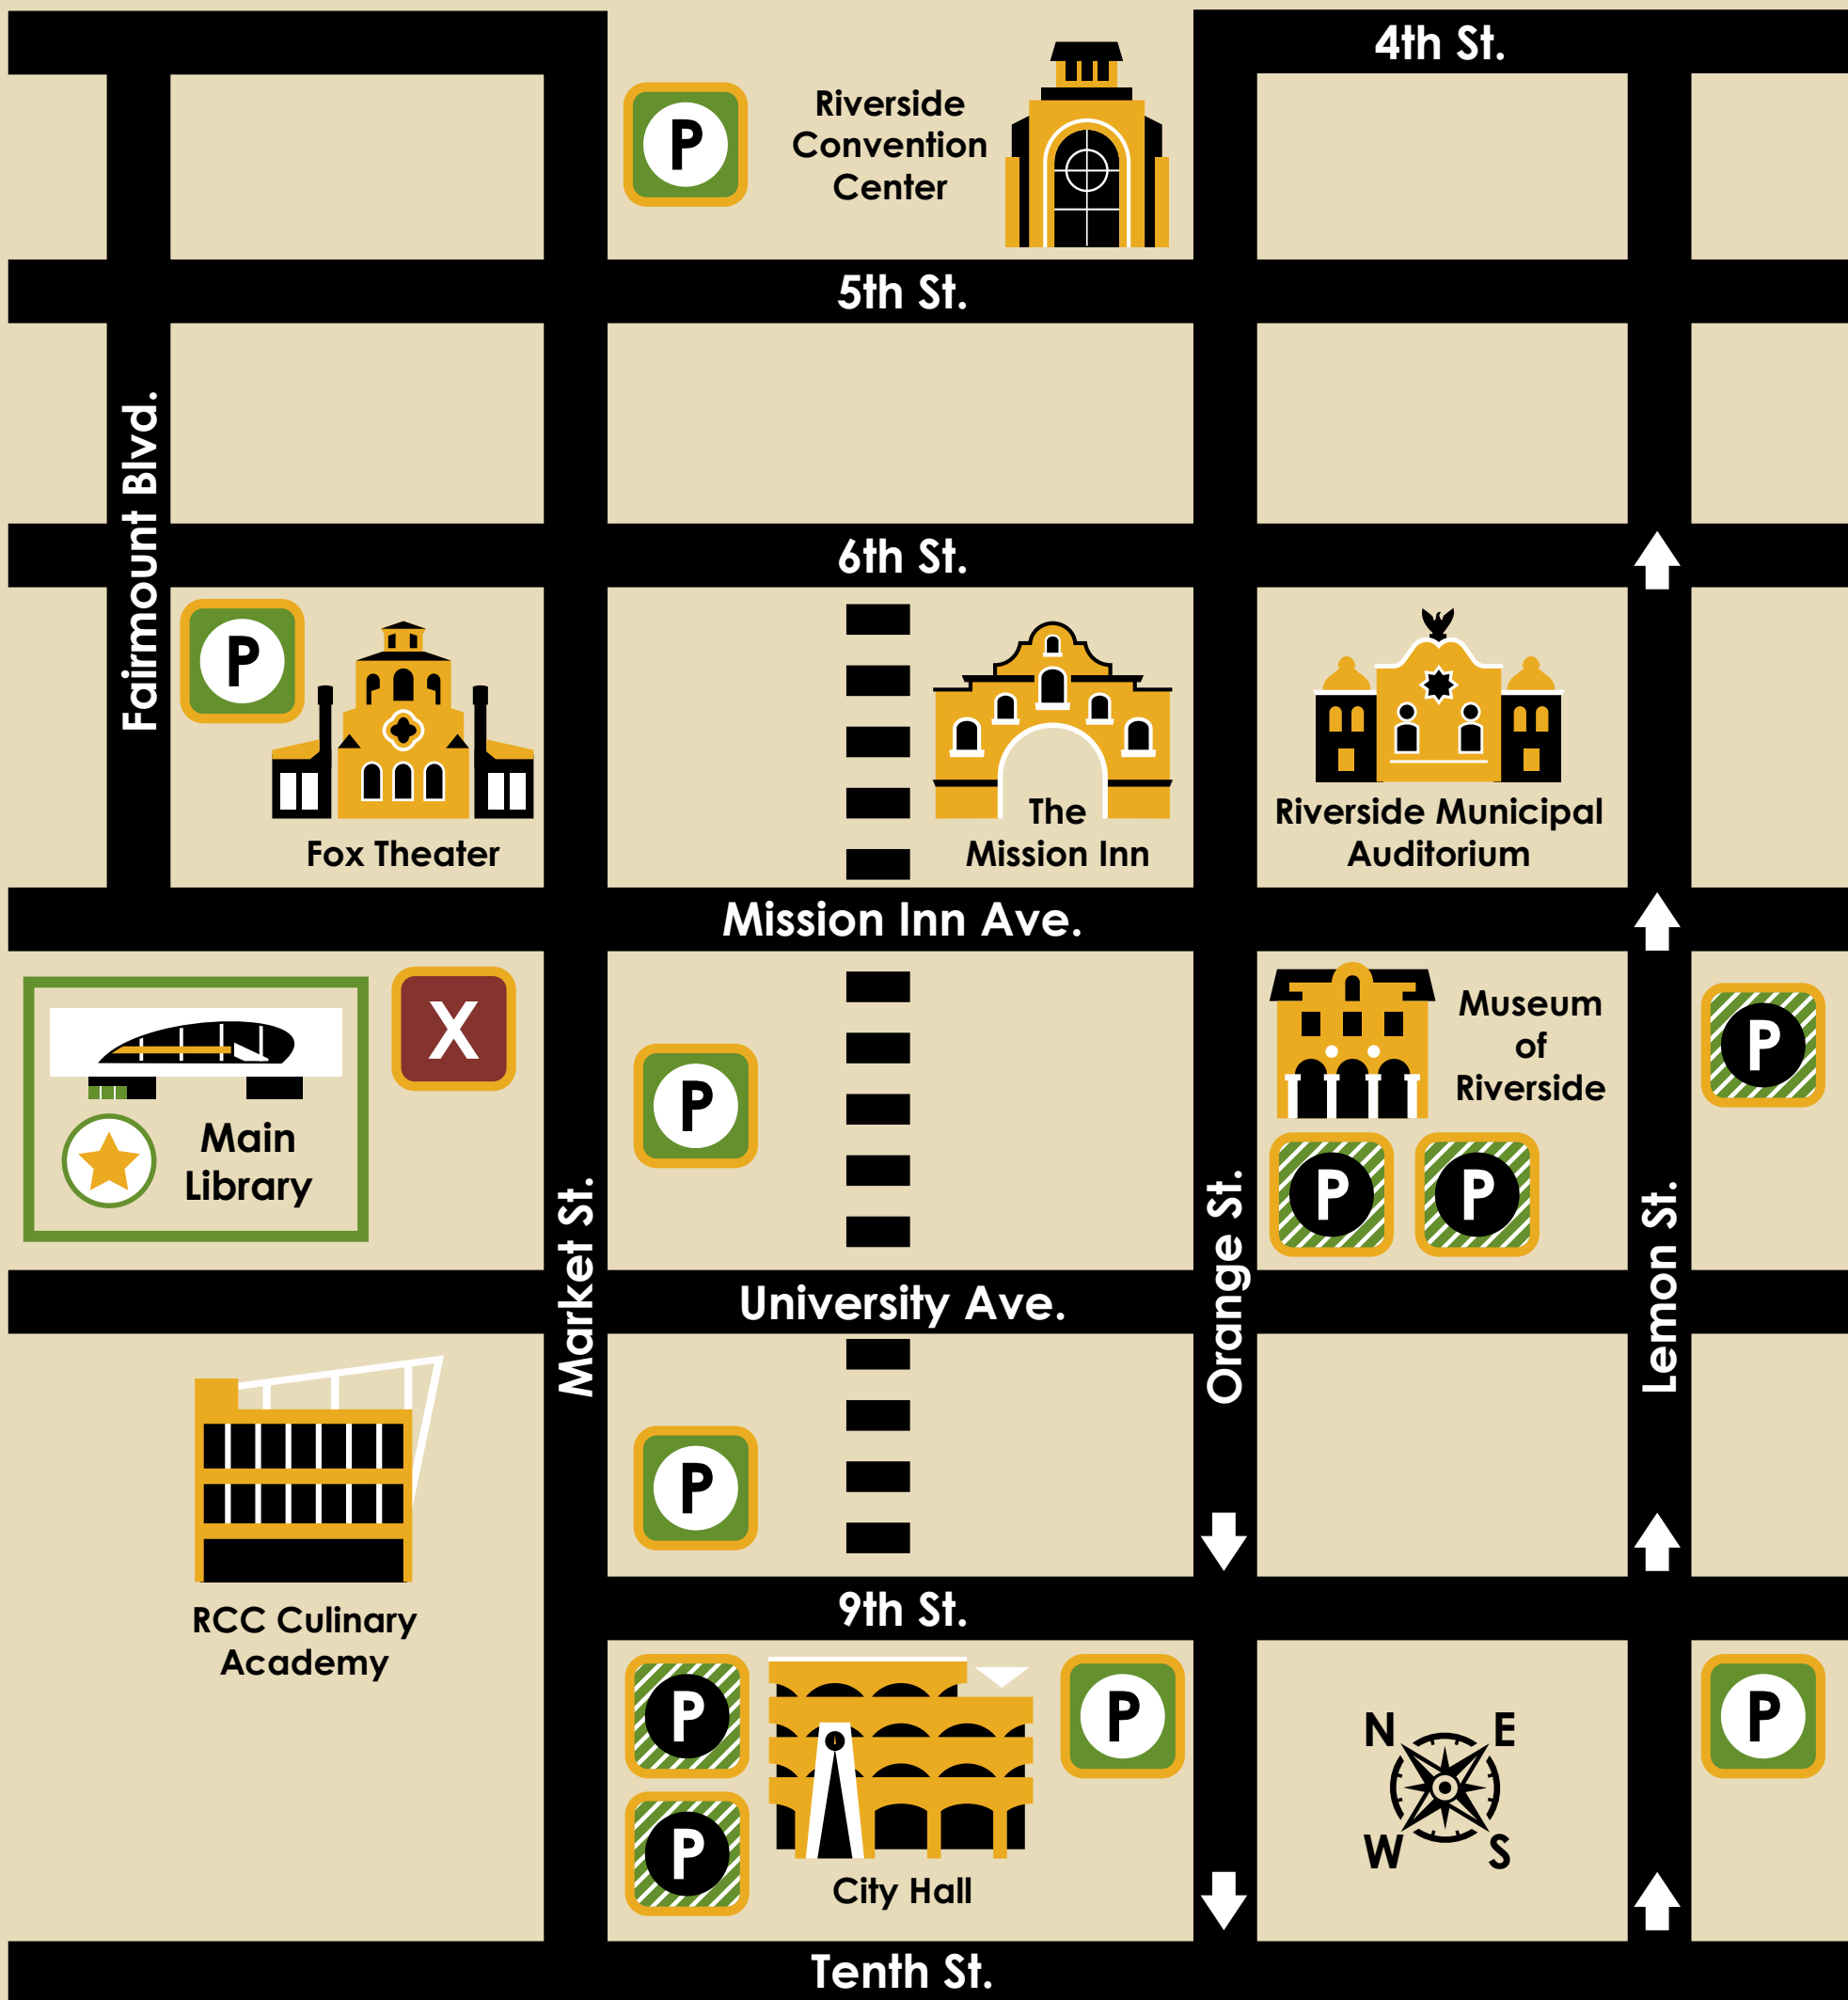 4th St.
P
Riverside
Convention
Center
5th St.
Fairmount Blvd.
6th St.
P
Fox Theater
The
Mission Inn
Riverside Municipal
Auditorium
Mission Inn Ave.
X
Main
Library
P
Museum
of
Riverside
P
P
P
Market St.
Orange St.
Lemon St.
University Ave.
P
RCC Culinary
Academy
9th St.
P
P
City Hall
P
P
N E
W S
Tenth St.